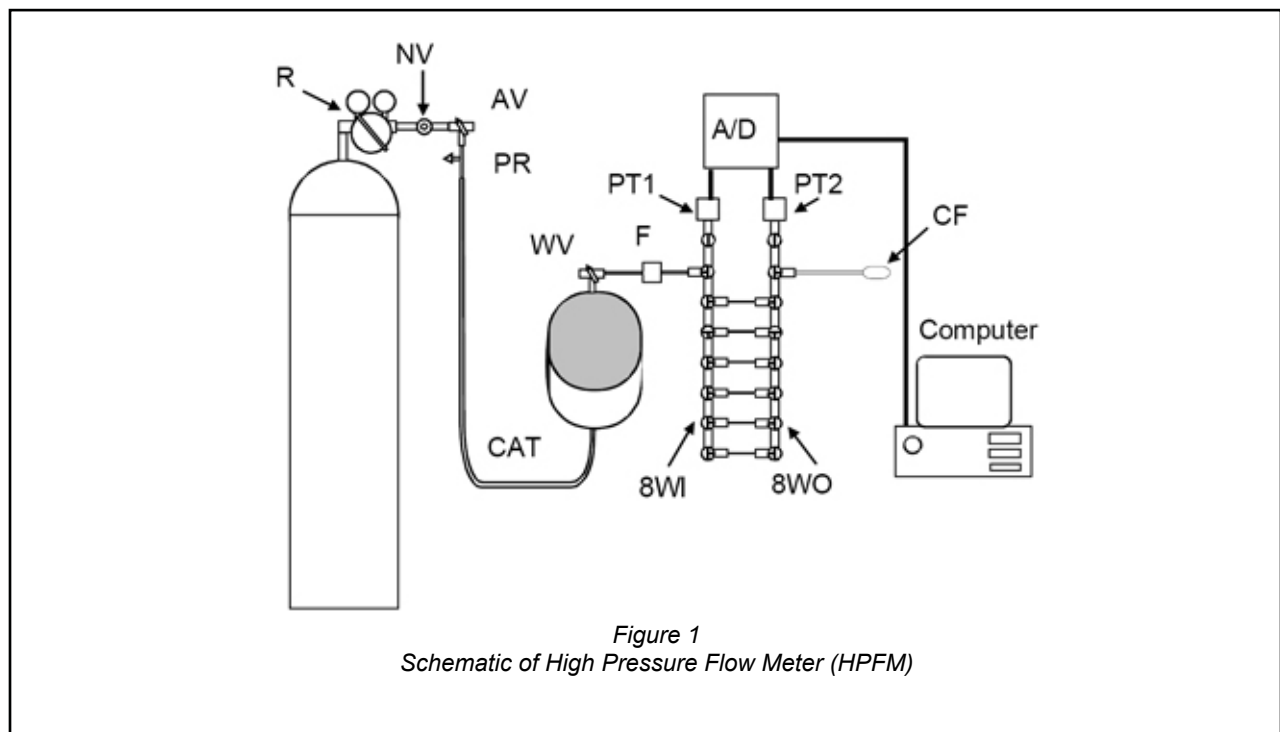 NV
R
AV
A/D
PR
PT1
PT2
CF
F
WV
Computer
CAT
8WI
8WO
Figure 1
Schematic of High Pressure Flow Meter (HPFM)